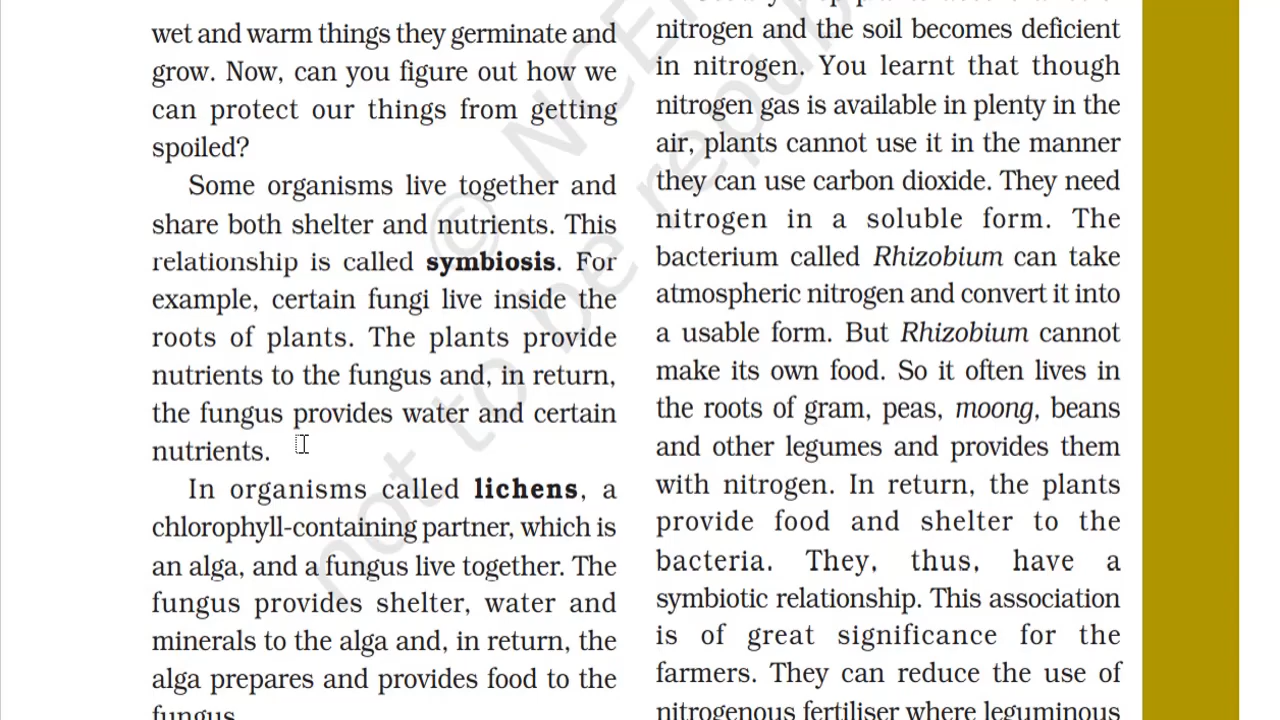 wet and warm things they germinate and
grow. Now, can you figure out how we
can protect our things from getting
spoiled?
Some organisms live together and
share both shelter and nutrients. This
relationship is called symbiosis. For
example, certain fungi live inside the
roots of plants. The plants provide
nutrients to the fungus and, in return,
the fungus provides water and certain
nutrients.
In organisms called lichens, a
chlorophyll-containing partner, which is
an alga, and a fungus live together. The
fungus provides shelter, water and
minerals to the alga and, in return, the
alga prepares and provides food to the
fungus.
nitrogen and the soil becomes deficient
in nitrogen. You learnt that though
nitrogen gas is available in plenty in the
air, plants cannot use it in the manner
they can use carbon dioxide. They need
nitrogen in a soluble form. The
bacterium called Rhizobium can take
atmospheric nitrogen and convert it into
a usable form. But Rhizobium cannot
make its own food. So it often lives in
the roots of gram, peas, moong, beans
and other legumes and provides them
with nitrogen. In return, the plants
provide food and shelter to the
bacteria. They, thus, have a
symbiotic relationship. This association
is of great significance for the
farmers. They can reduce the use of
nitrogenous fertiliser where leguminous
not to be republ